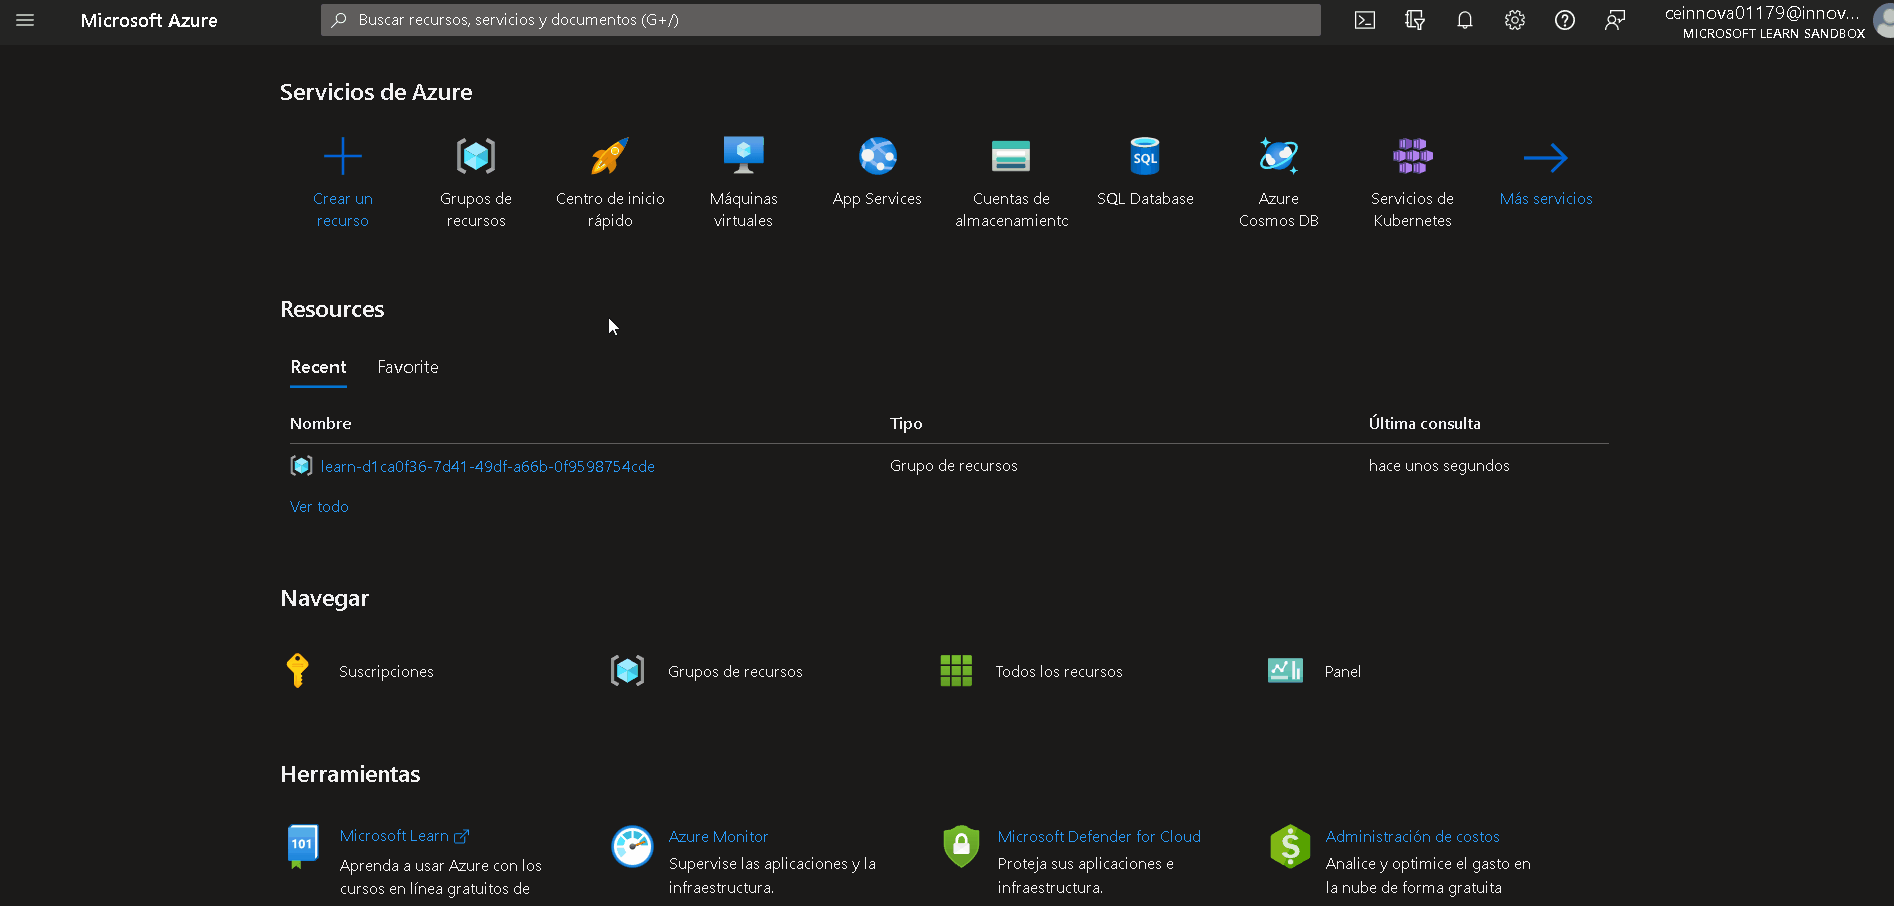 Microsoft Azure
Buscar recursos, servicios y documentos (G+/)
ceinnova01179@innov...
MICROSOFT LEARN SANDBOX
Servicios de Azure
Crear un
recurso
Grupos de
recursos
Centro de inicio
rápido
Máquinas
virtuales
App Services
Cuentas de
almacenamientc
SQL
SQL Database
Azure
Cosmos DB
Servicios de
Kubernetes
Más servicios
Resources
Recent
Favorite
Nombre
Tipo
Última consulta
learn-d1ca0f36-7d41-49df-a66b-0f9598754cde
Grupo de recursos
hace unos segundos
Ver todo
Navegar
Suscripciones
Grupos de recursos
Todos los recursos
Panel
Herramientas
101
Microsoft Learn
Aprenda a usar Azure con los
cursos en línea gratuitos de
Azure Monitor
Supervise las aplicaciones y la
infraestructura.
Microsoft Defender for Cloud
Proteja sus aplicaciones e
infraestructura.
$
Administración de costos
Analice y optimice el gasto en
la nube de forma gratuita